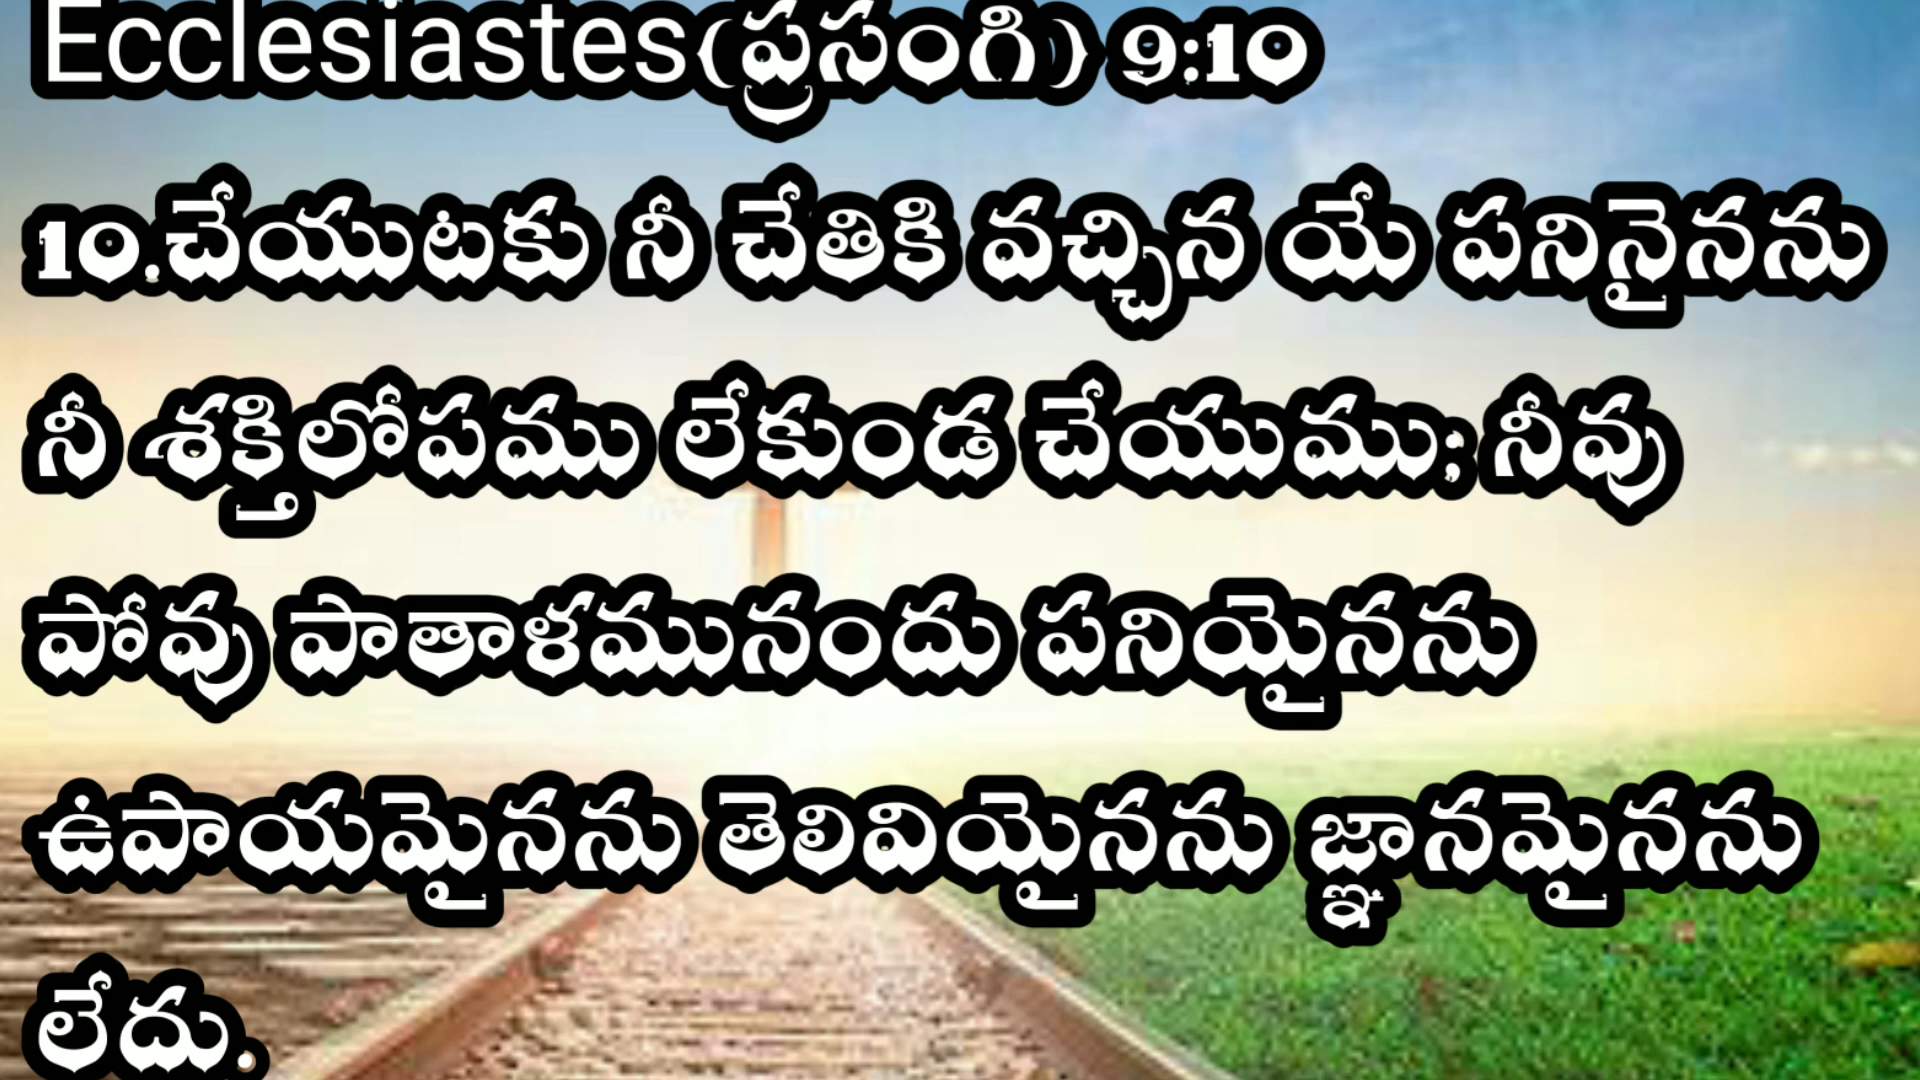 Ecclesiastes(ప్రసంగి) 9:10
10.చేయుటకు నీ చేతికి వచ్చిన యే పనినైనను
నీ శక్తిలోపము లేకుండ చేయుము; నీవు
పోవు పాతాళమునందు పనియైనను
ఉపాయమైనను తెలివియైనను జ్ఞానమైనను
లేదు.